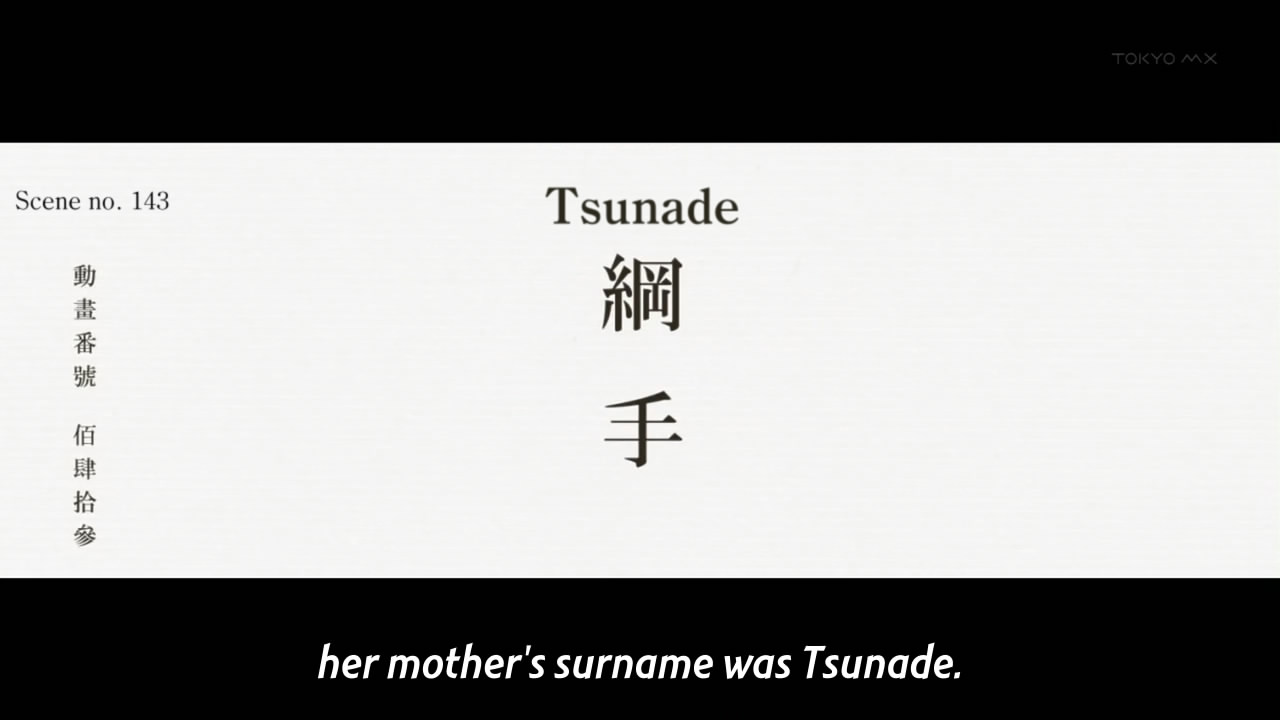 TOKYO MX
Scene no. 143
動畫番號 佰肆拾參
Tsunade
綱手
her mother's surname was Tsunade.